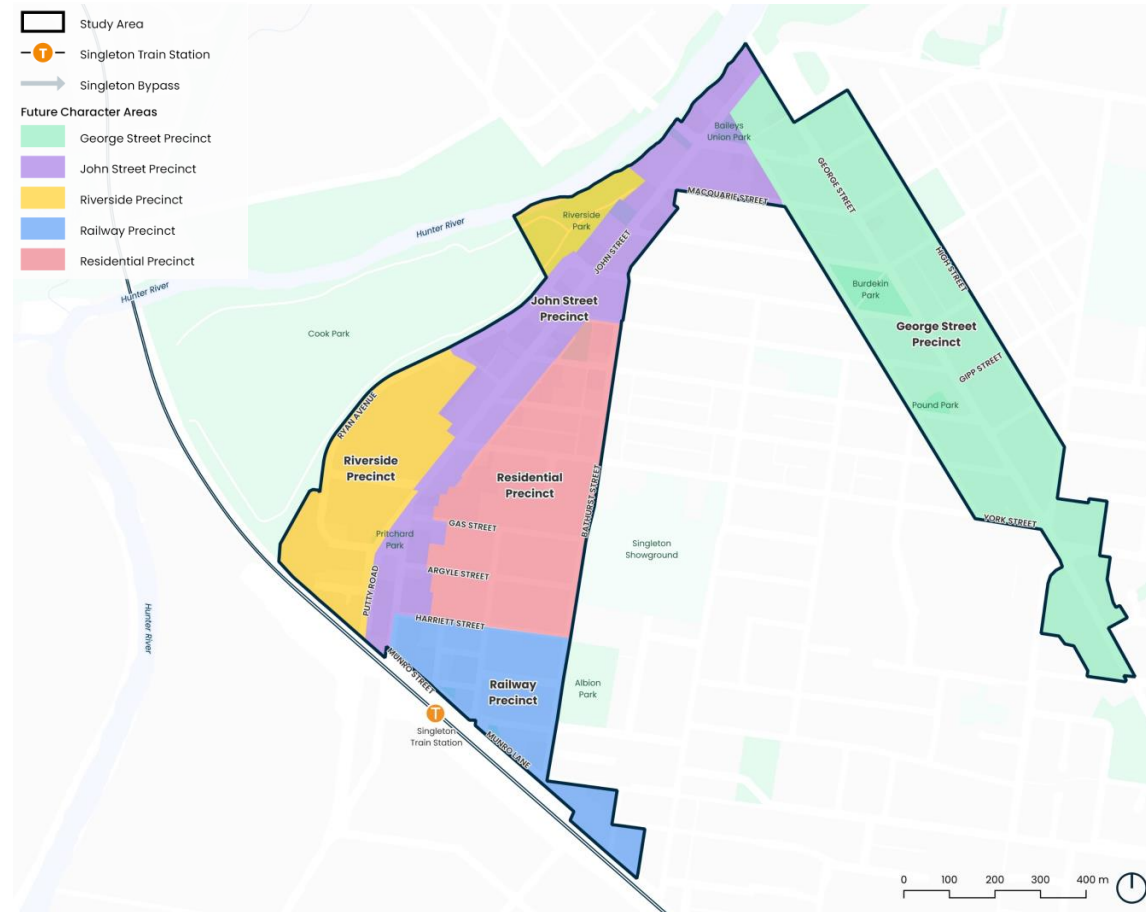 Study Area
T
Singleton Train Station
Singleton Bypass
Future Character Areas
George Street Precinct
John Street Precinct
Riverside Precinct
Railway Precinct
Residential Precinct
Baileys
Union Park
MACQUARIE STREET
GEORGE STREET
HIGH STREET
Riverside
Park
Hunter River
JOHN STREET
Hunter River
Burdekin
Park
John Street
Precinct
George Street
Precinct
Cook Park
GIPP STREET
Pound Park
RYAN AVENUE
Riverside
Precinct
Residential
Precinct
BATHURST STREET
GAS STREET
YORK STREET
Pritchard
Park
Singleton
Showground
ARGYLE STREET
PUTTY ROAD
Hunter River
HARRIETT STREET
MUNRO STREET
Railway
Precinct
Albion
Park
T
Singleton
Train Station
MUNRO LANE
0 100 200 300 400 m